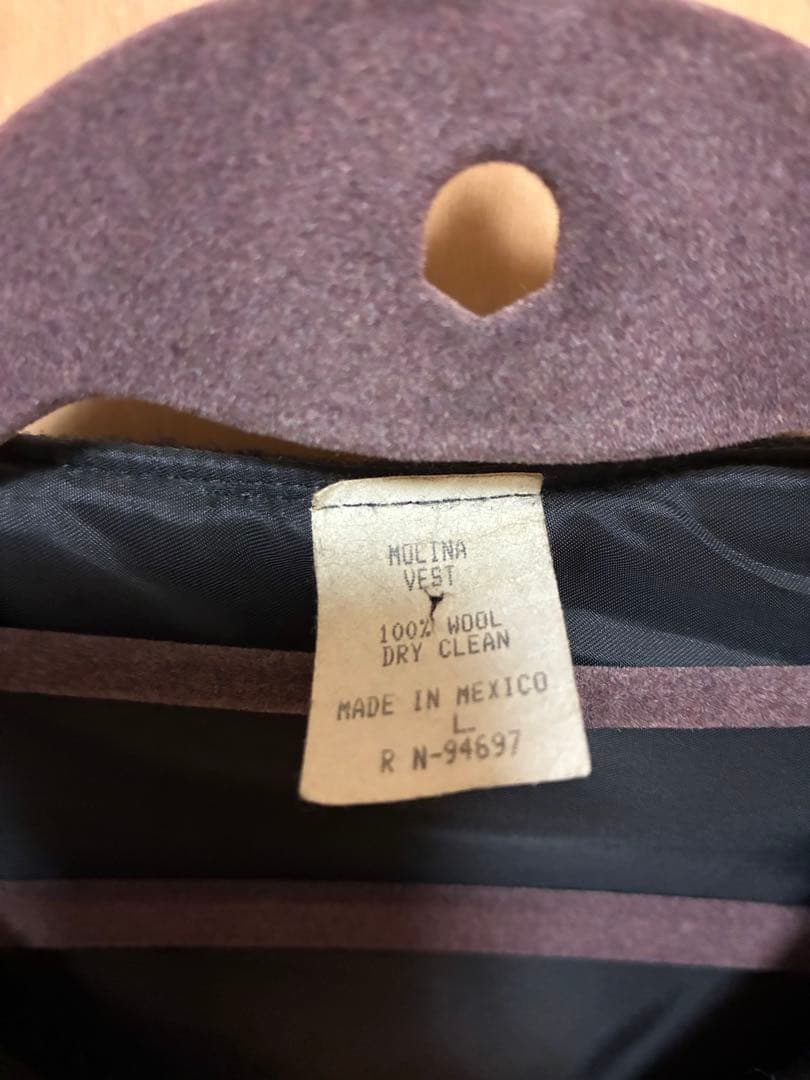 MOLINA
VEST
100% WOOL
DRY CLEAN
MADE IN MEXICO
L
R N-94697